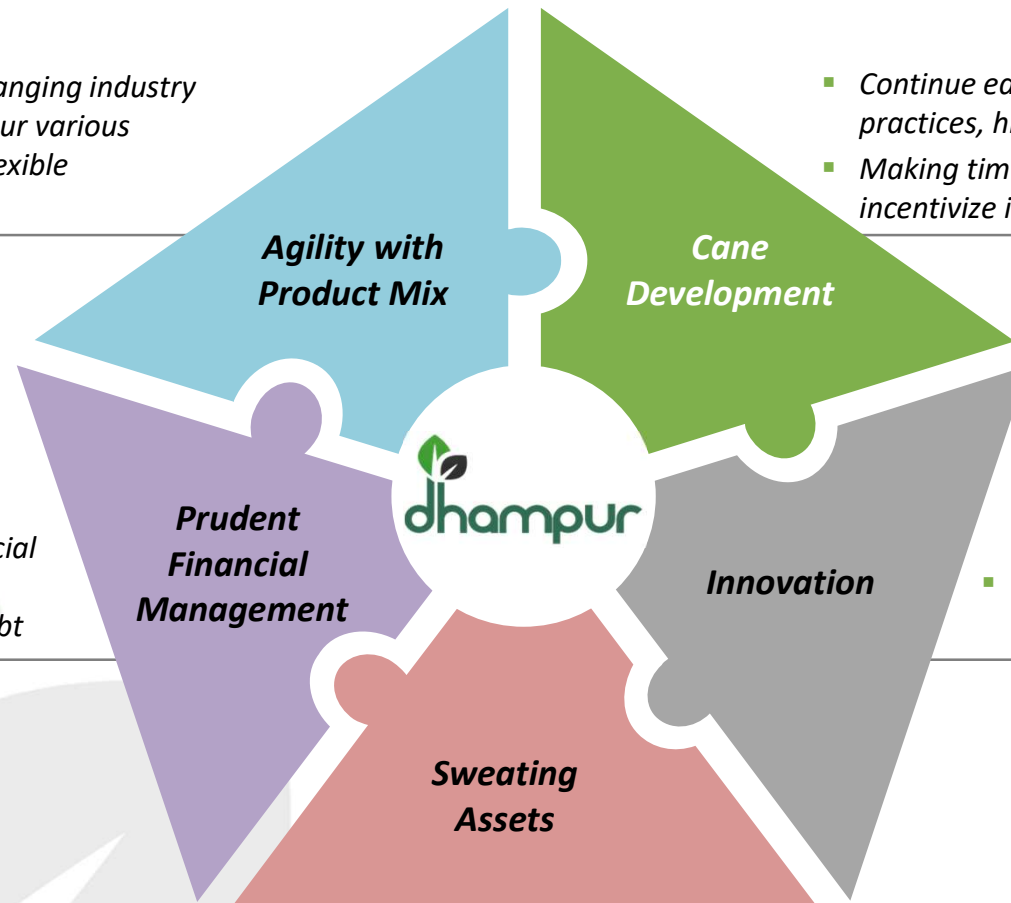 anging industry
ur various
exible
Continue ea
practices, h
Making tim
incentivize i
Agility with
Product Mix
Cane
Development
dhampur
Prudent
Financial
Management
cial
bt
Innovation
Sweating
Assets